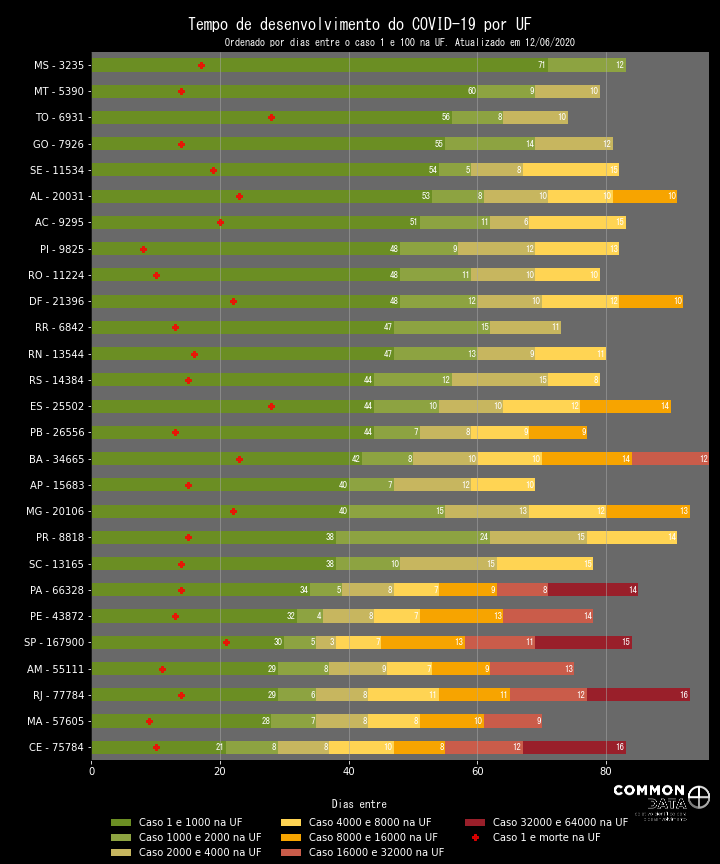 Tempo de desenvolvimento do COVID-19 por UF
Ordenado por dias entre o caso 1 e 100 na UF. Atualizado em 12/06/2020
MS - 3235 71 12
MT - 5390 60 9 10
TO - 6931 56 8 10
GO - 7926 55 14 12
SE - 11534 54 5 8 15
AL - 20031 53 8 10 10 10
AC - 9295 51 11 6 15
PI - 9825 48 9 12 13
RO - 11224 48 11 10 10
DF - 21396 48 12 10 12 10
RR - 6842 47 15 11
RN - 13544 47 13 9 11
RS - 14384 44 12 15 8
ES - 25502 44 10 10 12 14
PB - 26556 44 7 8 9 9
BA - 34665 42 8 10 10 14 12
AP - 15683 40 7 12 10
MG - 20106 40 15 13 12 13
PR - 8818 38 24 15 14
SC - 13165 38 10 15 15
PA - 66328 34 5 8 7 9 8 14
PE - 43872 32 4 8 7 13 14
SP - 167900 30 5 3 7 13 11 15
AM - 55111 29 8 9 7 9 13
RJ - 77784 29 6 8 11 11 12 16
MA - 57605 28 7 8 8 10 9
CE - 75784 21 8 8 10 8 12 16
0 20 40 60 80
Dias entre
Caso 1 e 1000 na UF
Caso 1000 e 2000 na UF
Caso 2000 e 4000 na UF
Caso 4000 e 8000 na UF
Caso 8000 e 16000 na UF
Caso 16000 e 32000 na UF
Caso 32000 e 64000 na UF
Caso 1 e morte na UF
COMMON
DATA